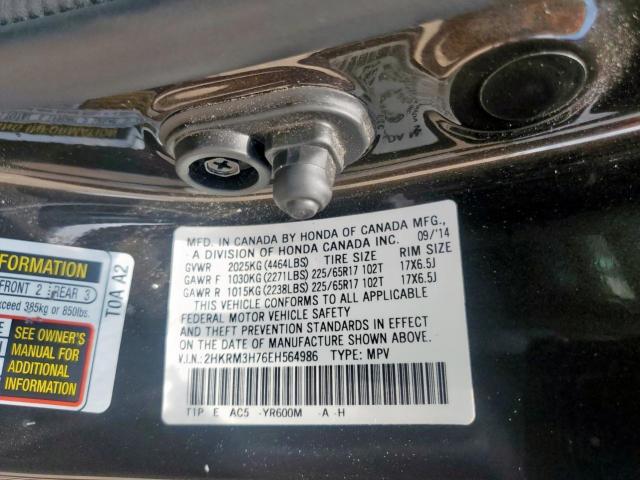 MFD. IN CANADA BY HONDA OF CANADA MFG.,
A DIVISION OF HONDA CANADA INC. 09/'14
GVWR 2025KG (4464LBS) TIRE SIZE RIM SIZE
GAWR F 1030KG (2271LBS) 225/65R17 102T 17X6.5J
GAWR R 1015KG (2238LBS) 225/65R17 102T 17X6.5J
THIS VEHICLE CONFORMS TO ALL APPLICABLE
FEDERAL MOTOR VEHICLE SAFETY
AND THEFT PREVENTION STANDARDS IN EFFECT
ON THE DATE OF MANUFACTURE SHOWN ABOVE.
V.I.N.: 2HKRM3H76EH564986 TYPE: MPV
T1P E AC5 -YR600M -A -H
FORMATION
FRONT 2 REAR 3
exceed 385kg or 850lbs.
SEE OWNER'S
MANUAL FOR
ADDITIONAL
INFORMATION
T0A A2